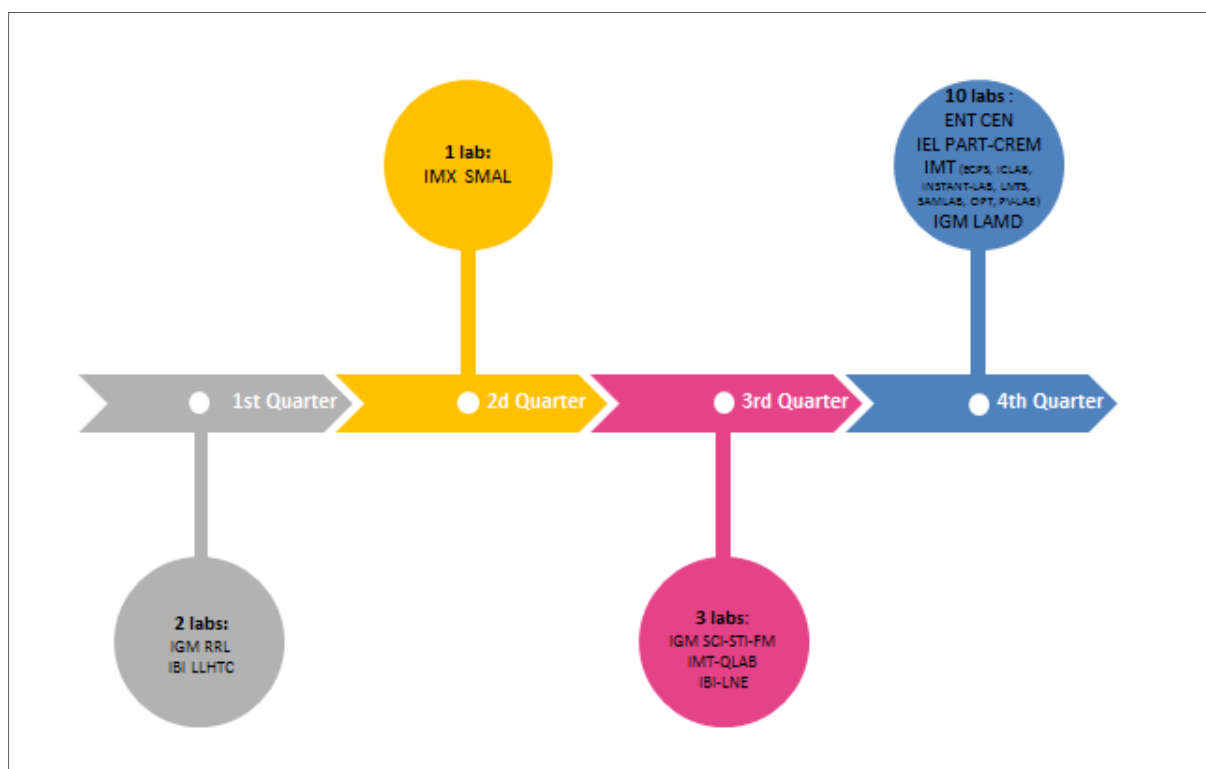 1 lab:
IMX SMAL
10 labs :
ENT CEN
IEL PART-CREM
IMT (ECPS, ICLAB,
INSTANT-LAB, LMTS,
SAMLAB, OPT, PV-LAB)
IGM LAMD
1st Quarter
2d Quarter
3rd Quarter
4th Quarter
2 labs:
IGM RRL
IBI LLHTC
3 labs:
IGM SCI-STI-FM
IMT-QLAB
IBI-LNE